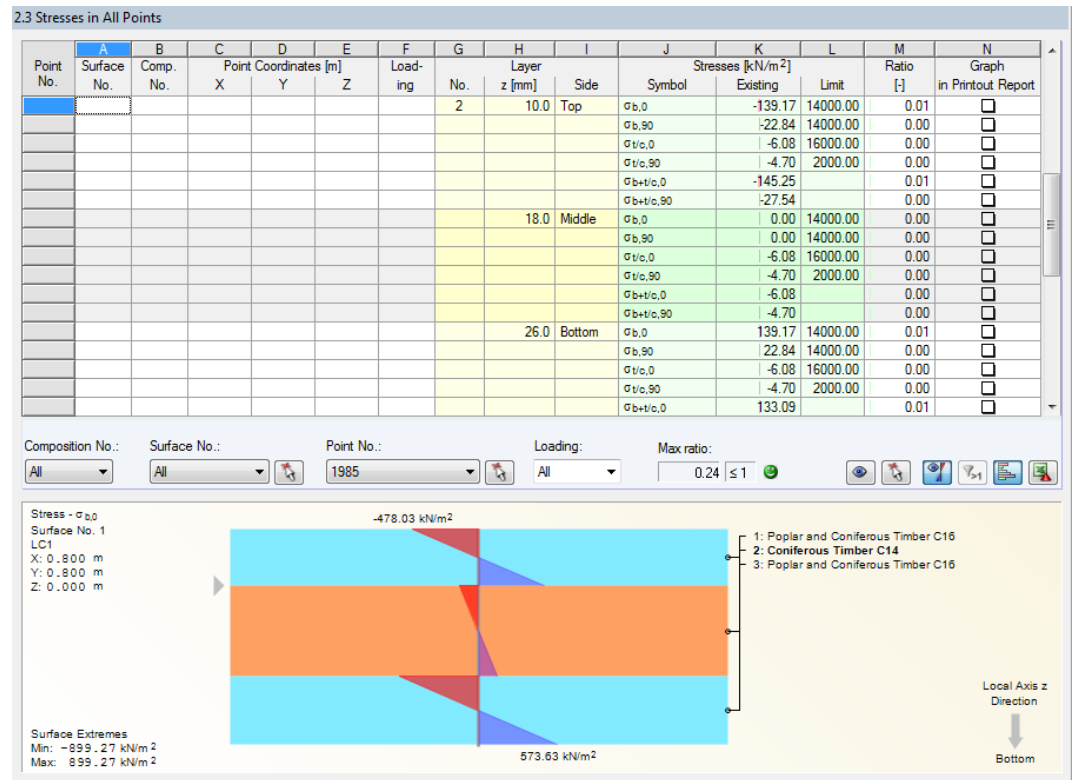 2.3 Stresses in All Points
A B C D E F G H I J K L M N
Point Surface Comp. Point Coordinates [m] Load- Layer Stresses [kN/m²] Ratio Graph
No. No. No. X Y Z ing No. z [mm] Side Symbol Existing Limit [-] in Printout Report
2 10.0 Top σb,0 -139.17 14000.00 0.01
σb,90 -22.84 14000.00 0.00
σt/c,0 -6.08 16000.00 0.00
σt/c,90 -4.70 2000.00 0.00
σb+t/c,0 -145.25 0.01
σb+t/c,90 -27.54 0.00
18.0 Middle σb,0 0.00 14000.00 0.00
σb,90 0.00 14000.00 0.00
σt/c,0 -6.08 16000.00 0.00
σt/c,90 -4.70 2000.00 0.00
σb+t/c,0 -6.08 0.00
σb+t/c,90 -4.70 0.00
26.0 Bottom σb,0 139.17 14000.00 0.01
σb,90 22.84 14000.00 0.00
σt/c,0 -6.08 16000.00 0.00
σt/c,90 -4.70 2000.00 0.00
σb+t/c,0 133.09 0.01
Composition No.: Surface No.: Point No.: Loading: Max ratio:
All All 1985 All 0.24 ≤ 1
Stress - σb,0
Surface No. 1
LC1
X: 0.800 m
Y: 0.800 m
Z: 0.000 m
-478.03 kN/m²
1: Poplar and Coniferous Timber C16
2: Coniferous Timber C14
3: Poplar and Coniferous Timber C16
Local Axis z
Direction
Bottom
573.63 kN/m²
Surface Extremes
Min: -899.27 kN/m²
Max: 899.27 kN/m²